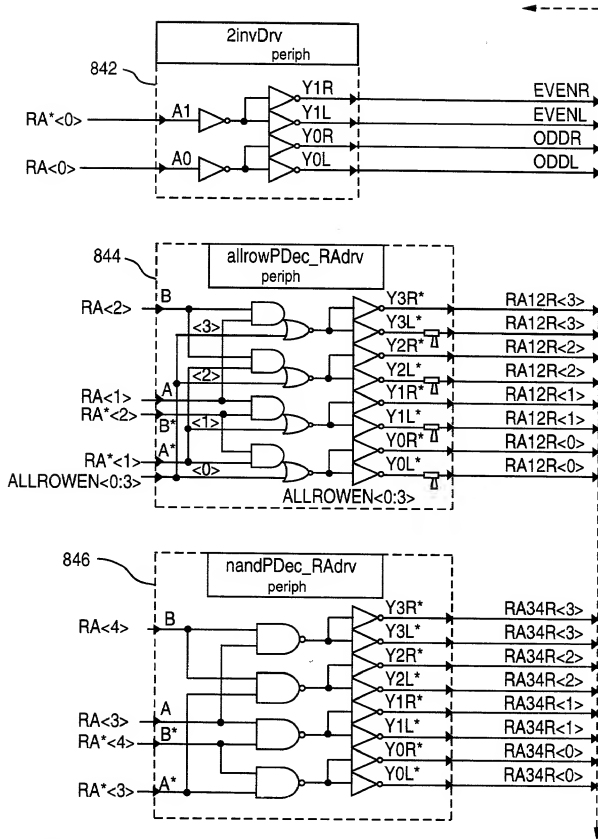 2invDrv
periph
842
RA*<0>
A1
Y1R
EVENR
Y1L
EVENL
Y0R
ODDR
RA<0>
A0
Y0L
ODDL
844
allrowPDec_RAdrv
periph
RA<2>
B
Y3R*
RA12R<3>
<3>
Y3L*
RA12R<3>
Y2R*
RA12R<2>
<2>
Y2L*
RA12R<2>
RA<1>
A
Y1R*
RA12R<1>
RA*<2>
B*
<1>
Y1L*
RA12R<1>
A*
Y0R*
RA12R<0>
RA*<1>
<0>
Y0L*
RA12R<0>
ALLROWEN<0:3>
ALLROWEN<0:3>
846
nandPDec_RAdrv
periph
RA<4>
B
Y3R*
RA34R<3>
Y3L*
RA34R<3>
Y2R*
RA34R<2>
Y2L*
RA34R<2>
RA<3>
A
Y1R*
RA34R<1>
RA*<4>
B*
Y1L*
RA34R<1>
Y0R*
RA34R<0>
RA*<3>
A*
Y0L*
RA34R<0>